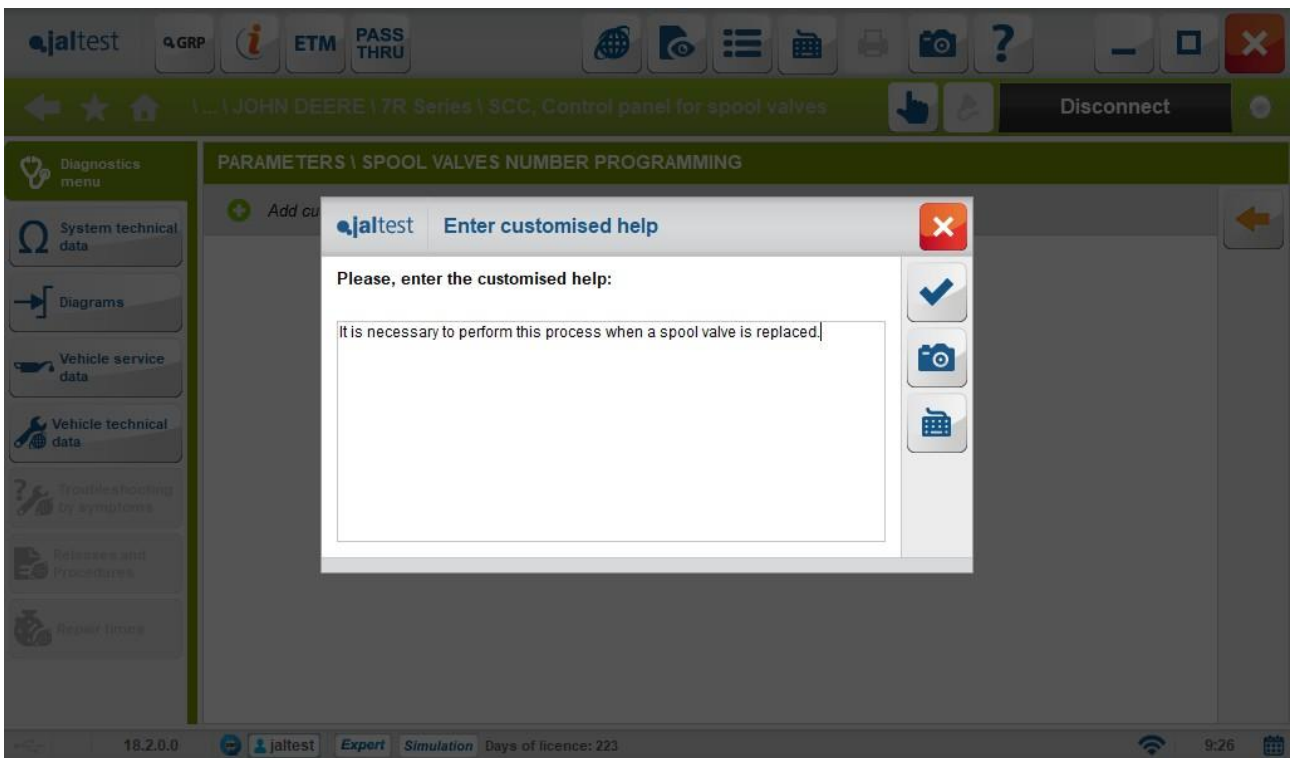 jaltest
GRP
i
ETM
PASS
THRU
?
\ ... \ JOHN DEERE \ 7R Series \ SCC, Control panel for spool valves
Disconnect
Diagnostics
menu
System technical
data
Diagrams
Vehicle service
data
Vehicle technical
data
Troubleshooting
by symptoms
Releases and
Procedures
Repair times
PARAMETERS \ SPOOL VALVES NUMBER PROGRAMMING
Add cu
jaltest
Enter customised help
Please, enter the customised help:
It is necessary to perform this process when a spool valve is replaced.
18.2.0.0
jaltest
Expert
Simulation
Days of licence: 223
9:26